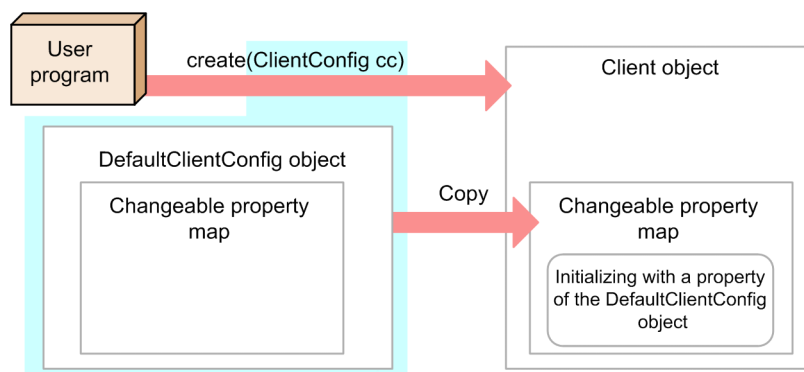 User
program
create(ClientConfig cc)
Client object
DefaultClientConfig object
Changeable property
map
Copy
Changeable property
map
Initializing with a property
of the DefaultClientConfig
object